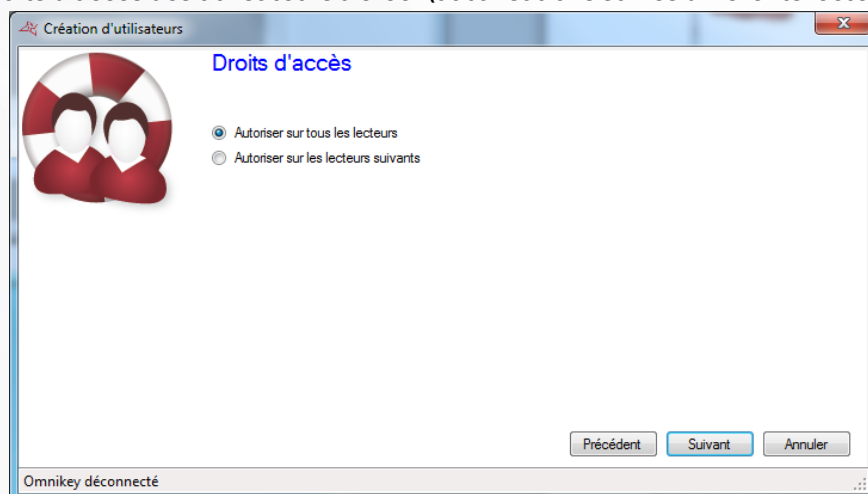 Création d'utilisateurs
Droits d'accès
Autoriser sur tous les lecteurs
Autoriser sur les lecteurs suivants
Précédent Suivant Annuler
Omnikey déconnecté